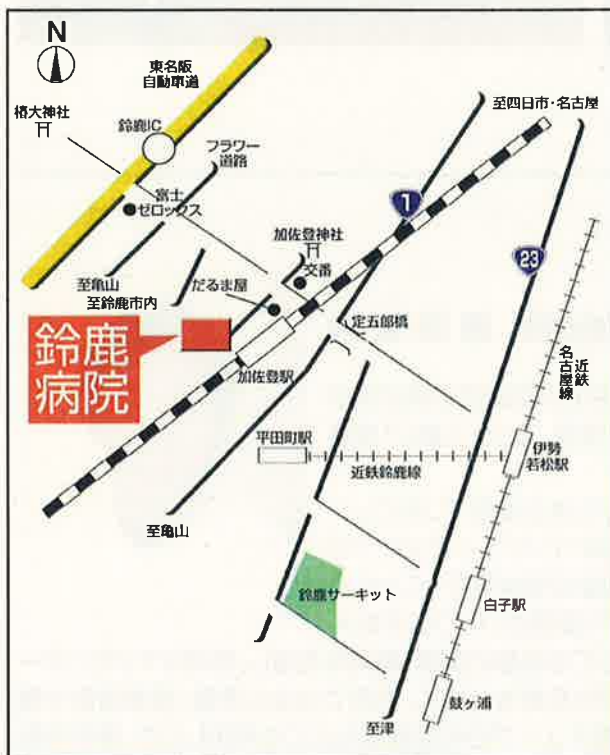 N
東名阪
自動車道
至四日市・名古屋
椿大神社
鈴鹿IC
フラワー
道路
1
富士
ゼロックス
加佐登神社
交番
23
至亀山
至鈴鹿市内
だるま屋
定五郎橋
鈴鹿
病院
加佐登駅
近鉄
名古屋線
平田町駅
近鉄鈴鹿線
伊勢
若松駅
至亀山
鈴鹿サーキット
白子駅
至津
鼓ヶ浦